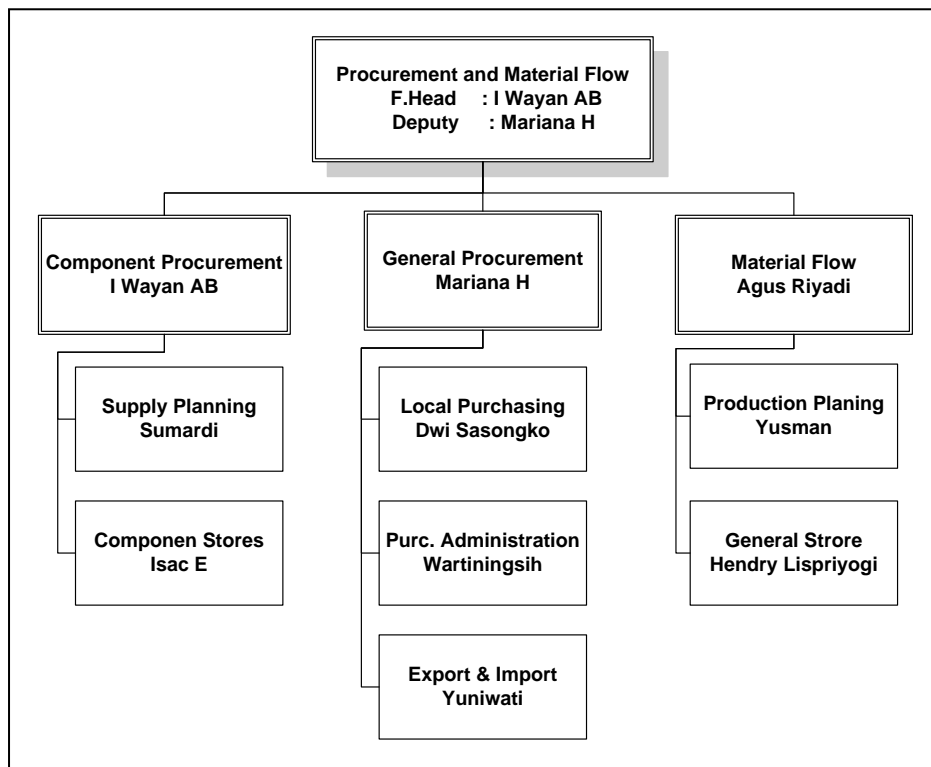 Procurement and Material Flow
F.Head : I Wayan AB
Deputy : Mariana H
Component Procurement
I Wayan AB
General Procurement
Mariana H
Material Flow
Agus Riyadi
Supply Planning
Sumardi
Local Purchasing
Dwi Sasongko
Production Planing
Yusman
Componen Stores
Isac E
Purc. Administration
Wartiningsih
General Strore
Hendry Lispriyogi
Export & Import
Yuniwati